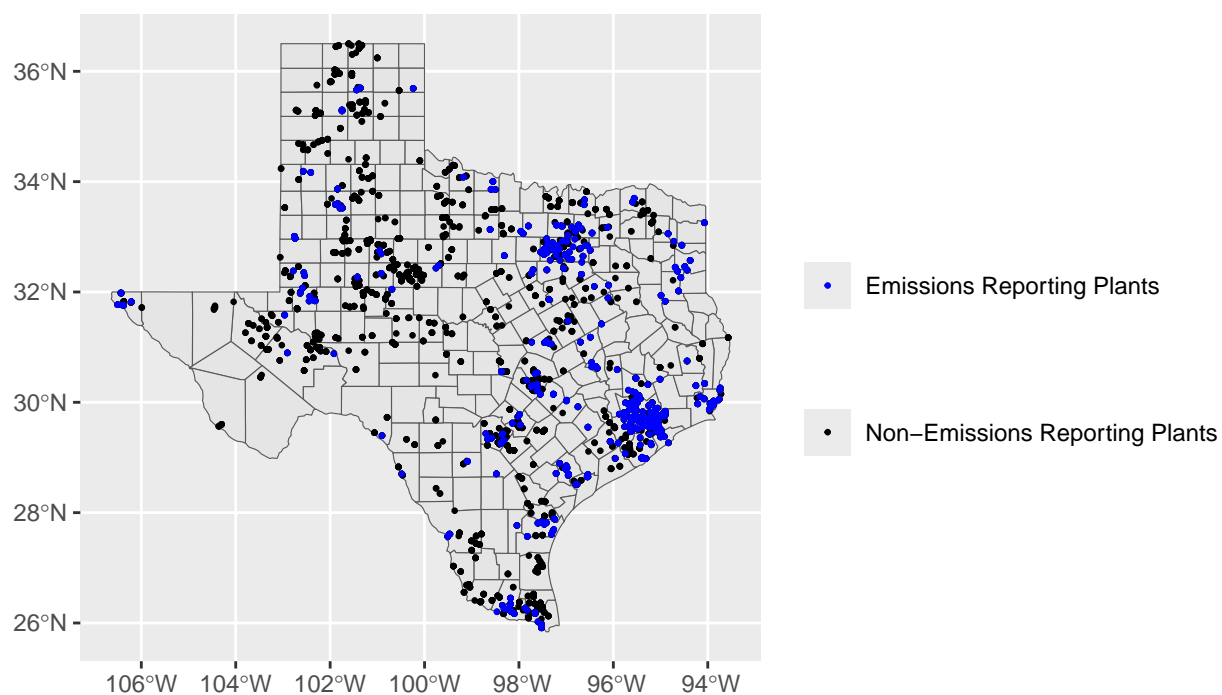 36°N
34°N
32°N
30°N
28°N
26°N
106°W 104°W 102°W 100°W 98°W 96°W 94°W
Emissions Reporting Plants
Non−Emissions Reporting Plants